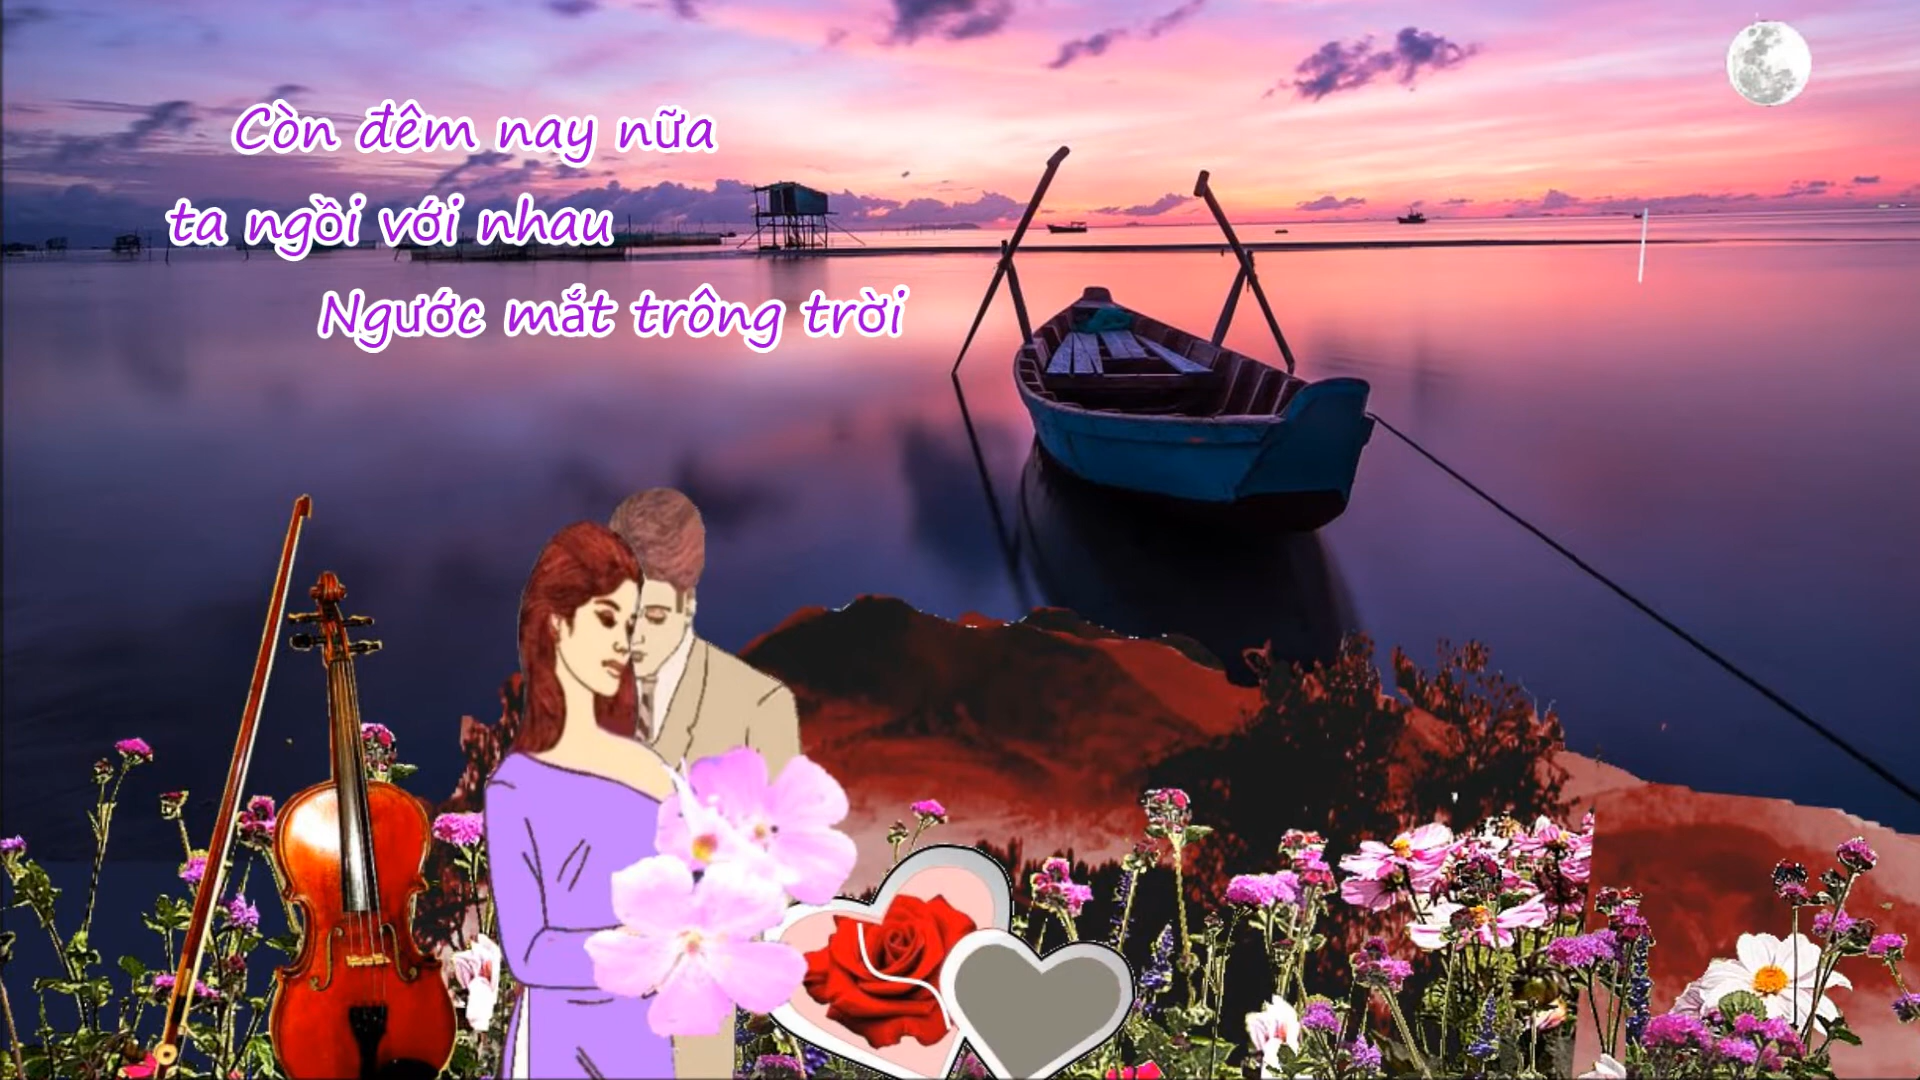 Còn đêm nay nữa
ta ngồi với nhau
Ngước mắt trông trời